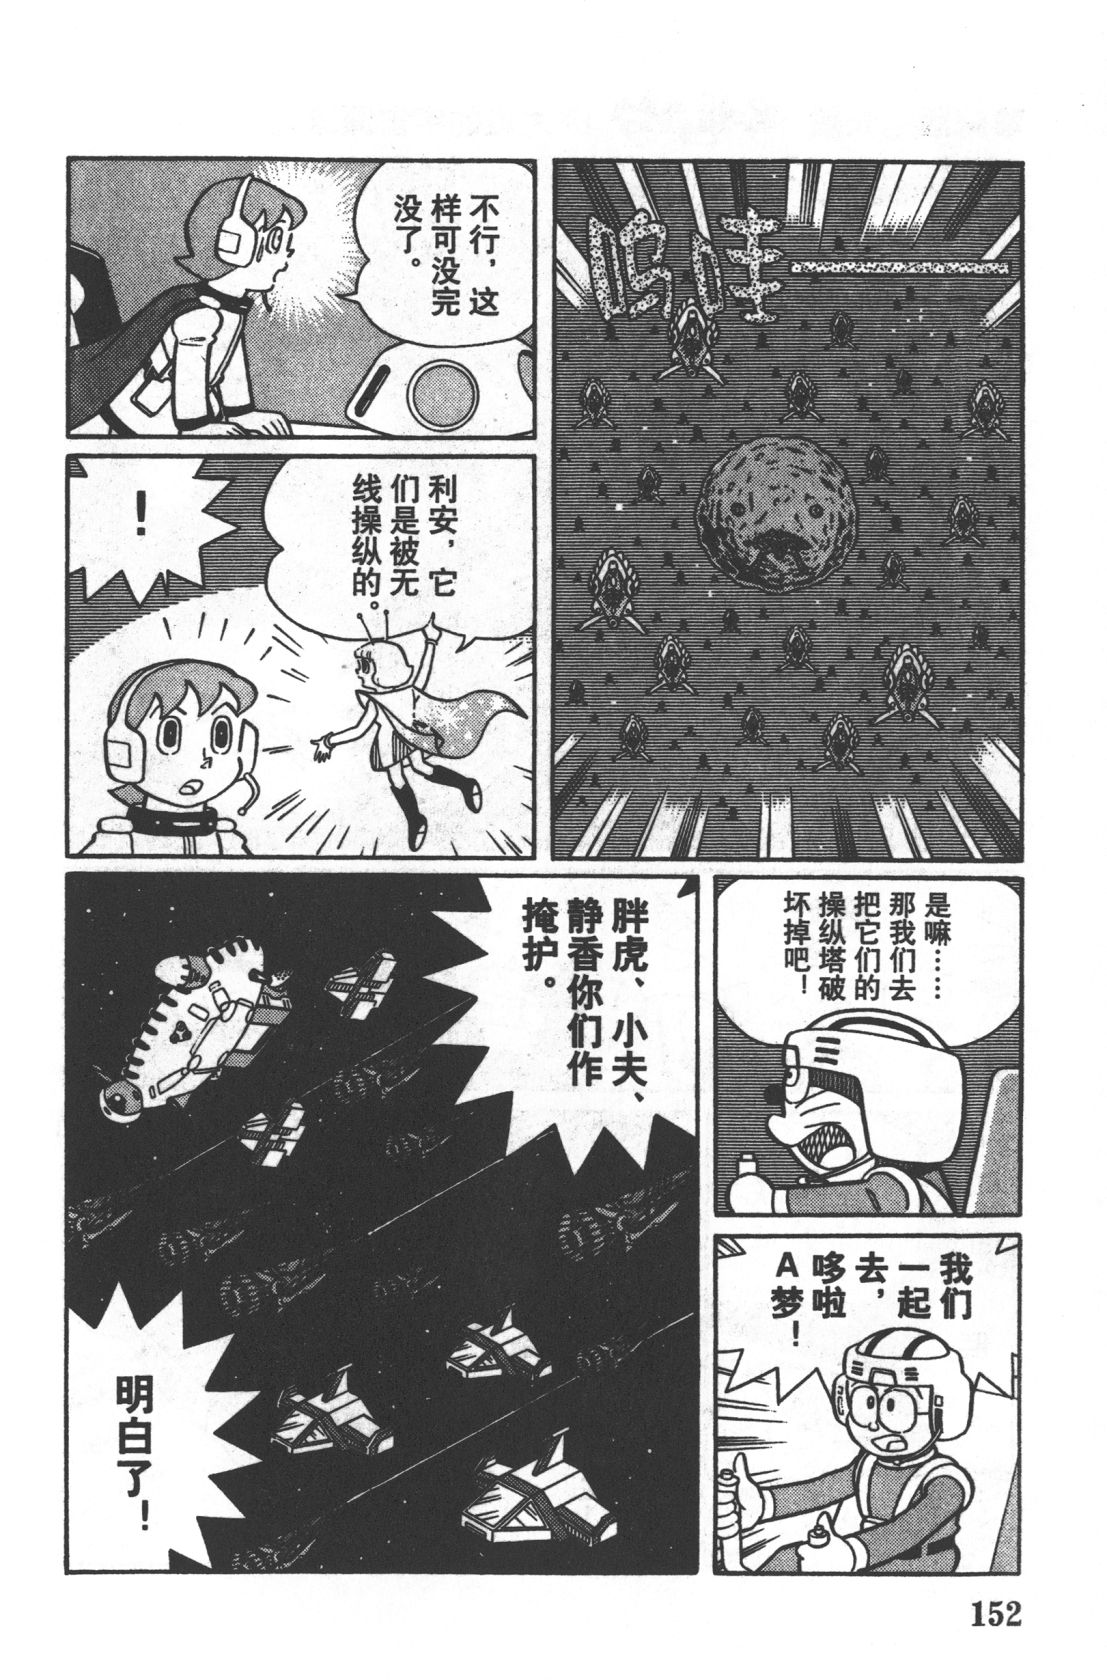 呜哇——
不行，这
样可没完
没了。
利安，它
们是被无
线操纵的。
！
是嘛……
那我们去
把它们的
操纵塔破
坏掉吧！
我们
一起
去，
哆啦
A梦！
胖虎、小夫、
静香你们作
掩护。
明白了！
152